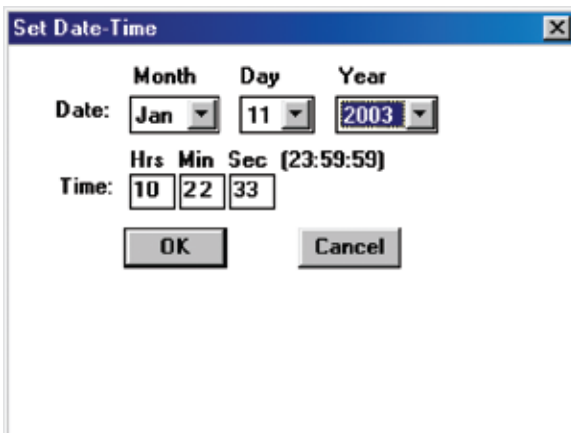 Set Date-Time
Month Day Year
Date: Jan 11 2003
Hrs Min Sec (23:59:59)
Time: 10 22 33
OK Cancel